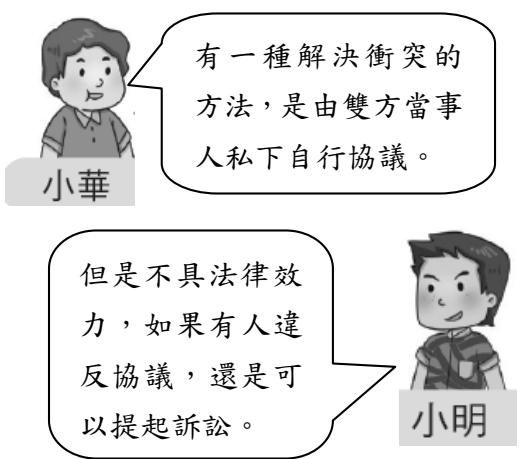 有一種解決衝突的
方法，是由雙方當事
人私下自行協議。
小華
但是不具法律效
力，如果有人違
反協議，還是可
以提起訴訟。
小明